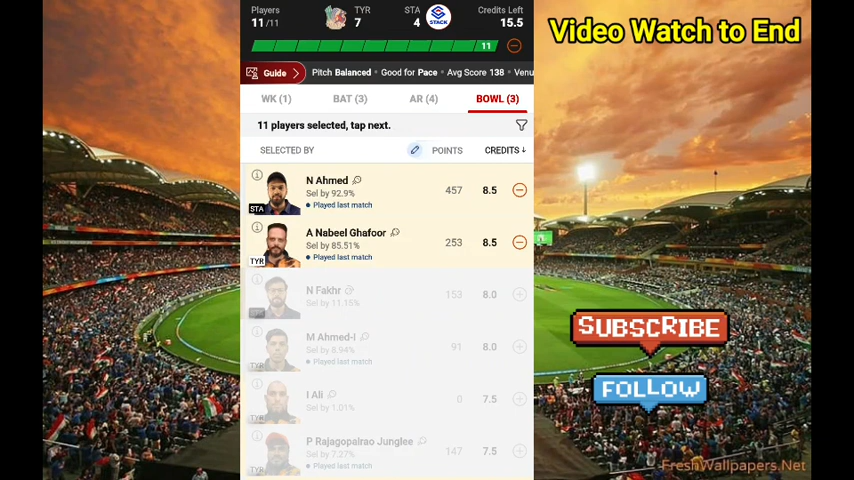 Players
11 /11
TYR
7
STA
4
STACK
Credits Left
15.5
Video Watch to End
11
Guide
Pitch Balanced • Good for Pace • Avg Score 138 • Venu
WK (1)
BAT (3)
AR (4)
BOWL (3)
11 players selected, tap next.
SELECTED BY
POINTS
CREDITS ↓
N Ahmed
Sel by 92.9%
Played last match
STA
457
8.5
A Nabeel Ghafoor
Sel by 85.51%
Played last match
TYR
253
8.5
N Fakhr
Sel by 11.15%
153
8.0
M Ahmed-I
Sel by 8.94%
Played last match
TYR
91
8.0
I Ali
Sel by 1.01%
TYR
0
7.5
P Rajagopalrao Junglee
Sel by 7.27%
Played last match
TYR
147
7.5
SUBSCRIBE
FOLLOW
FreshWallpapers.Net